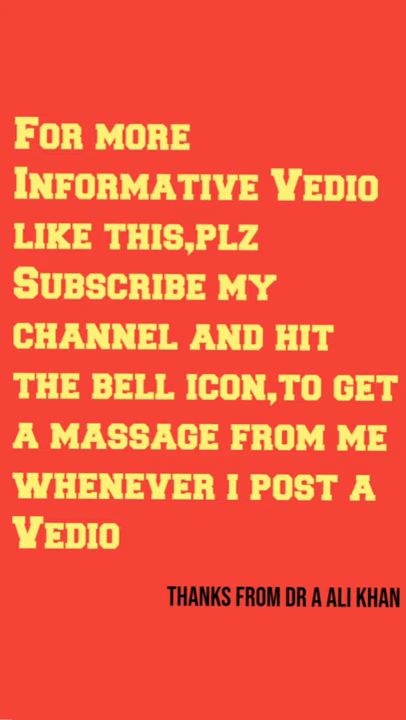 For more
Informative Vedio
like this,plz
Subscribe my
channel and hit
the bell icon,to get
a massage from me
whenever i post a
Vedio
THANKS FROM DR A ALI KHAN